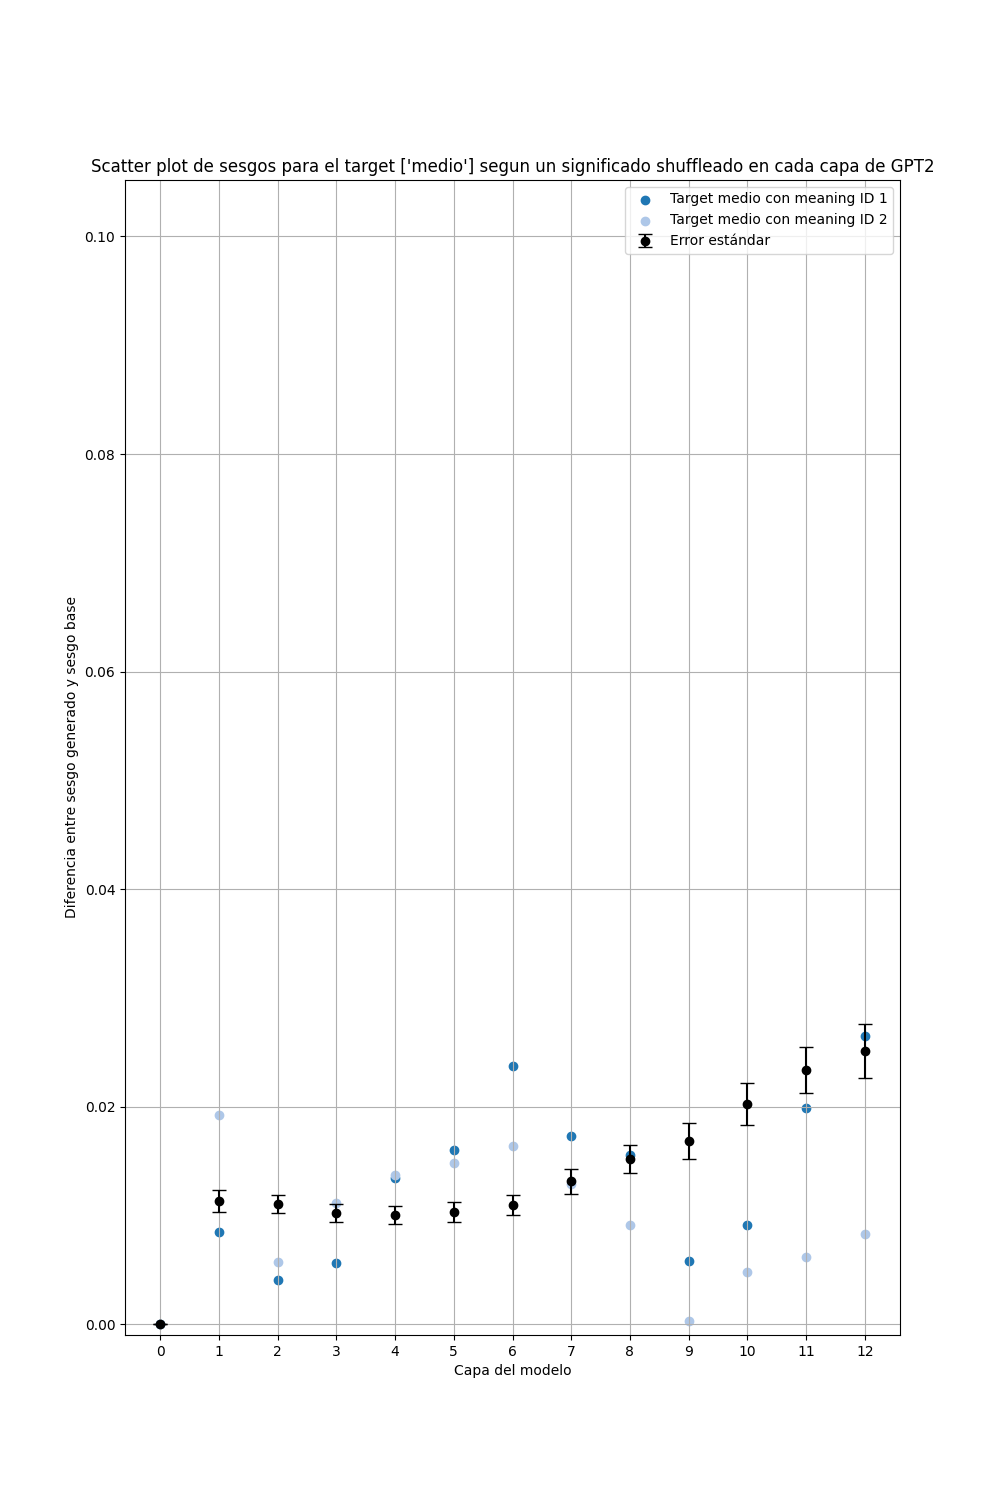 Scatter plot de sesgos para el target ['medio'] segun un significado shuffleado en cada capa de GPT2
Target medio con meaning ID 1
Target medio con meaning ID 2
Error estándar
0.10
0.08
0.06
0.04
0.02
0.00
Diferencia entre sesgo generado y sesgo base
0 1 2 3 4 5 6 7 8 9 10 11 12
Capa del modelo